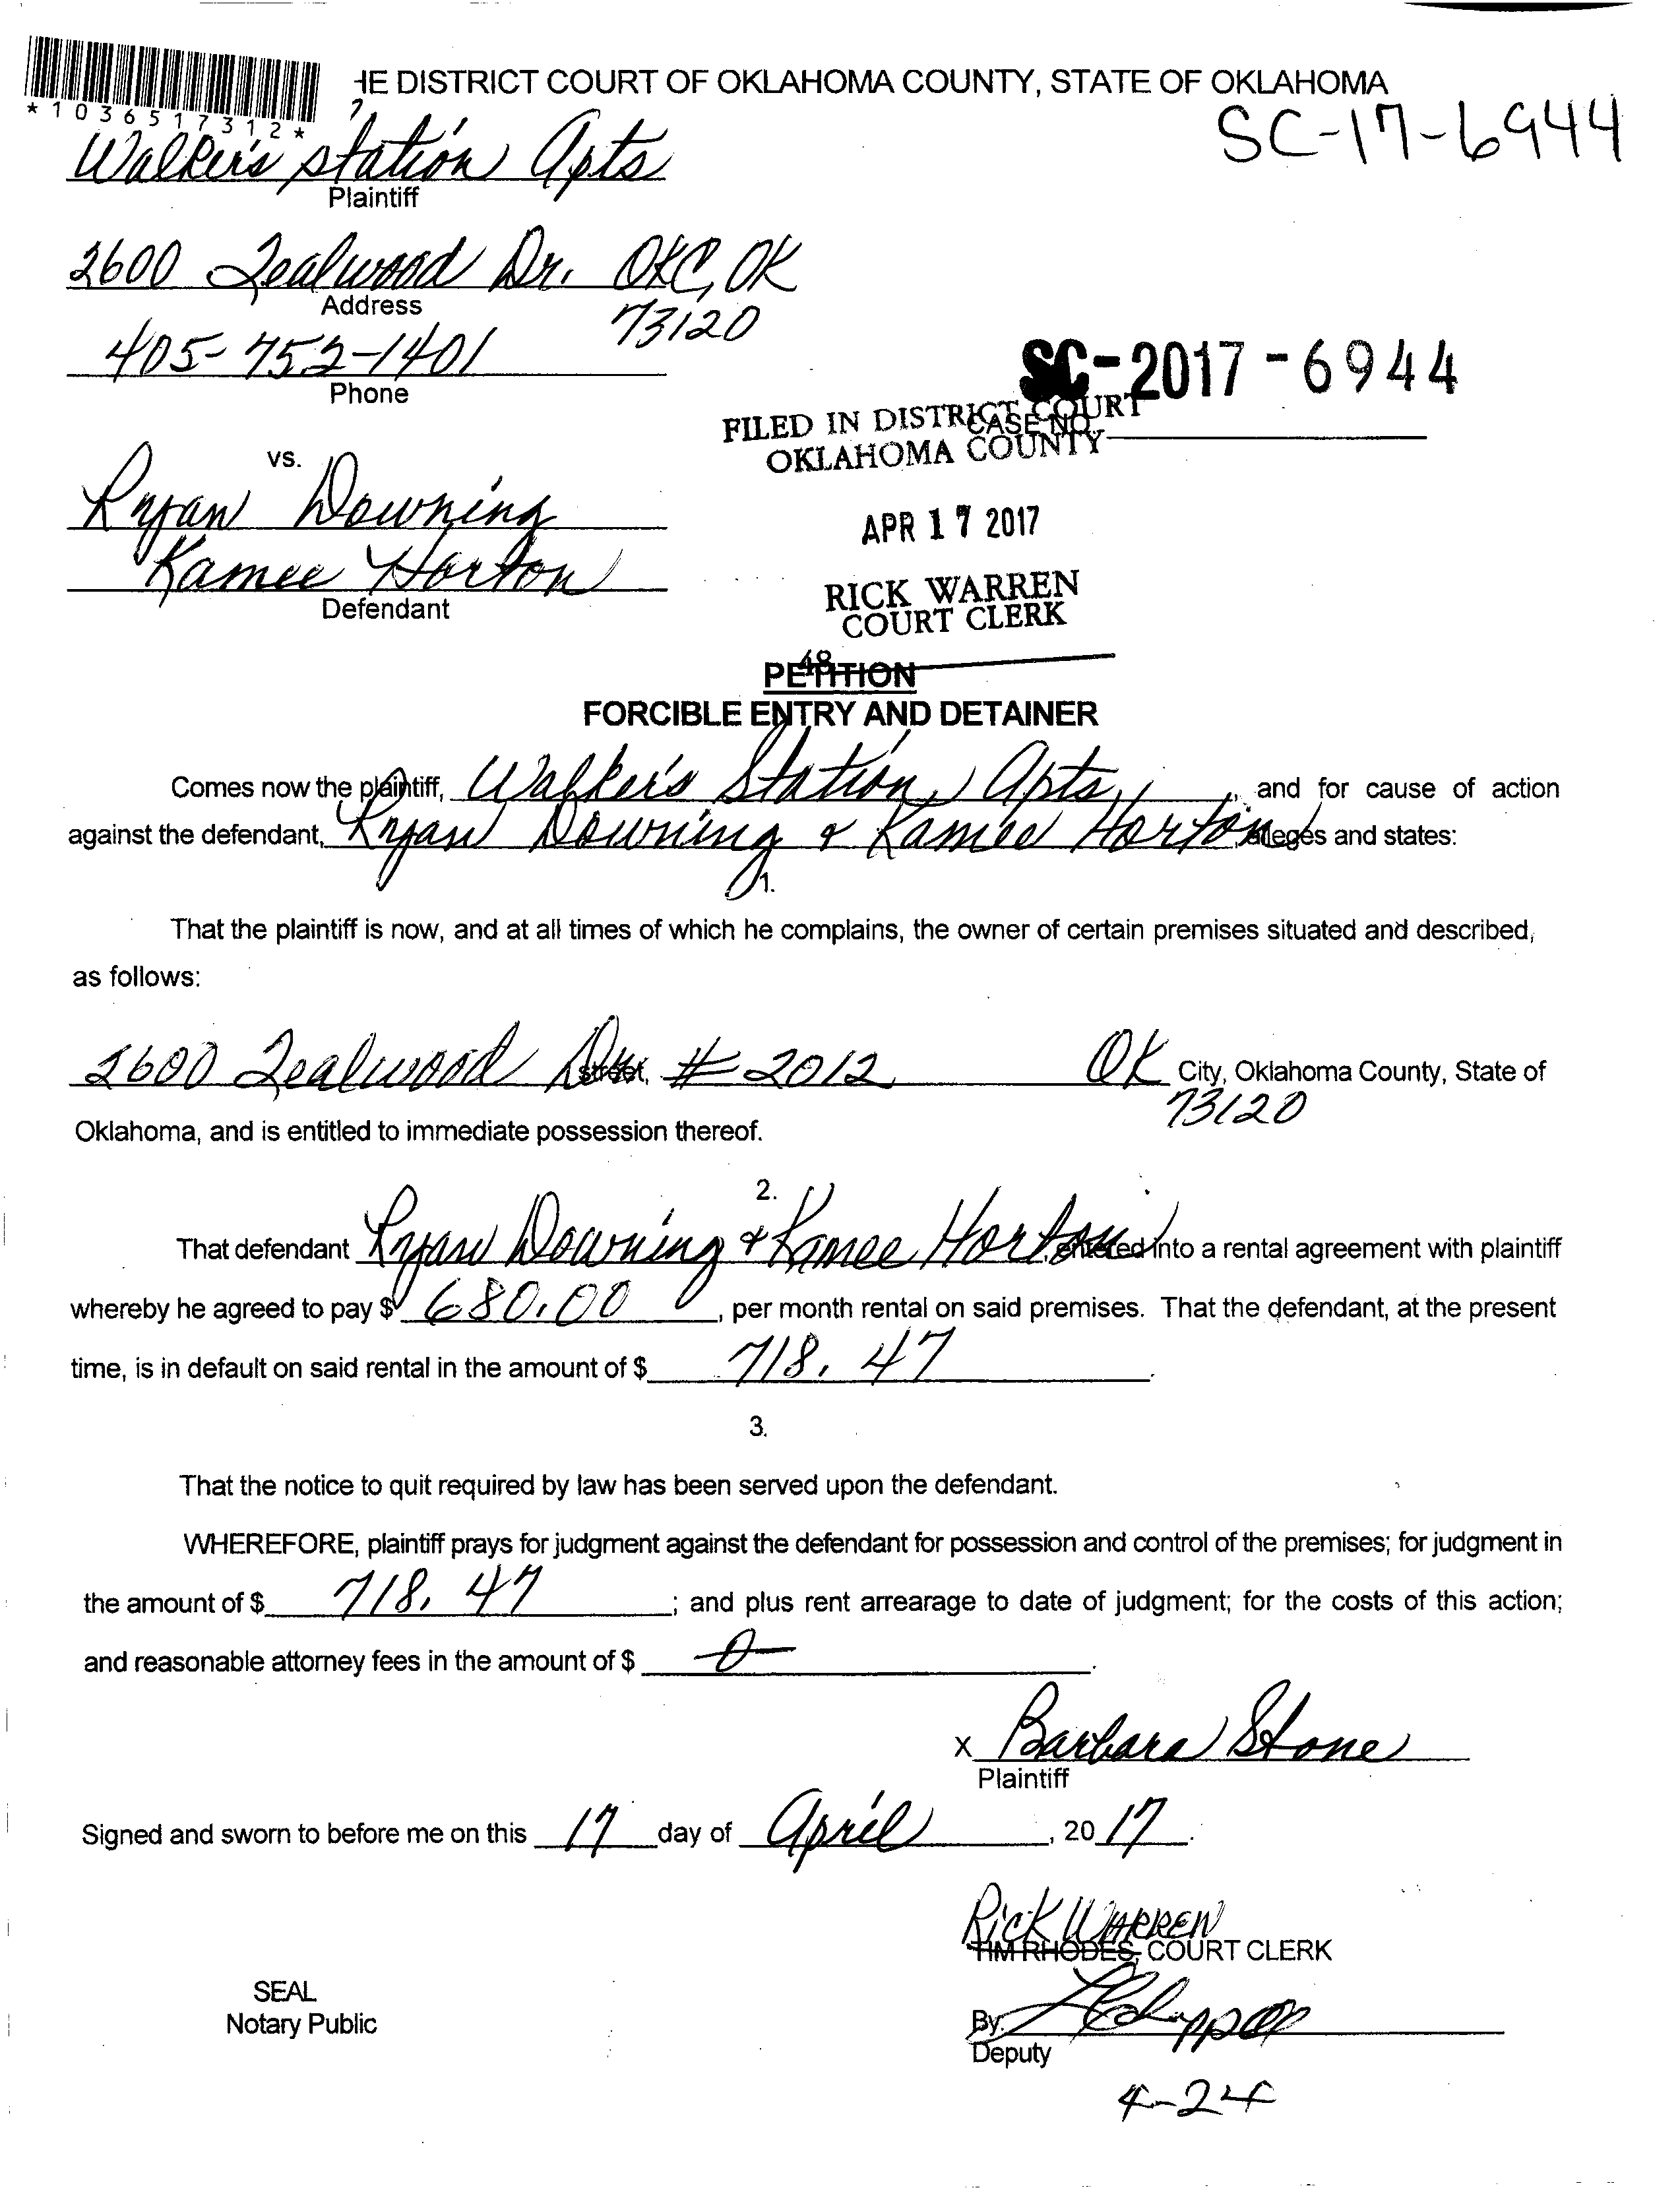 HE DISTRICT COURT OF OKLAHOMA COUNTY, STATE OF OKLAHOMA
*1036517312*
SC-17-6944
Walker's Station Apts
Plaintiff
2600 Tealwood Dr. OKC, OK
Address
73120
405-752-1401
Phone
SC-2017-6944
CASE NO.
FILED IN DISTRICT COURT
OKLAHOMA COUNTY
vs.
Ryan Downing
Kamee Horton
Defendant
APR 17 2017
RICK WARREN
COURT CLERK
48
PETITION
FORCIBLE ENTRY AND DETAINER
Comes now the plaintiff, Walker's Station Apts, and for cause of action
against the defendant, Ryan Downing & Kamee Horton, alleges and states:
1.
That the plaintiff is now, and at all times of which he complains, the owner of certain premises situated and described,
as follows:
2600 Tealwood Dr. street, # 2012 OK City, Oklahoma County, State of
73120
Oklahoma, and is entitled to immediate possession thereof.
2.
That defendant Ryan Downing & Kamee Horton, entered into a rental agreement with plaintiff
whereby he agreed to pay $ 680.00, per month rental on said premises. That the defendant, at the present
time, is in default on said rental in the amount of $ 718.47.
3.
That the notice to quit required by law has been served upon the defendant.
WHEREFORE, plaintiff prays for judgment against the defendant for possession and control of the premises; for judgment in
the amount of $ 718.47; and plus rent arrearage to date of judgment; for the costs of this action;
and reasonable attorney fees in the amount of $ 0.
x Barbara Stone
Plaintiff
Signed and sworn to before me on this 17 day of April, 2017.
Rick WARREN
TIM RHODES, COURT CLERK
SEAL
Notary Public
By:
Deputy
4-24